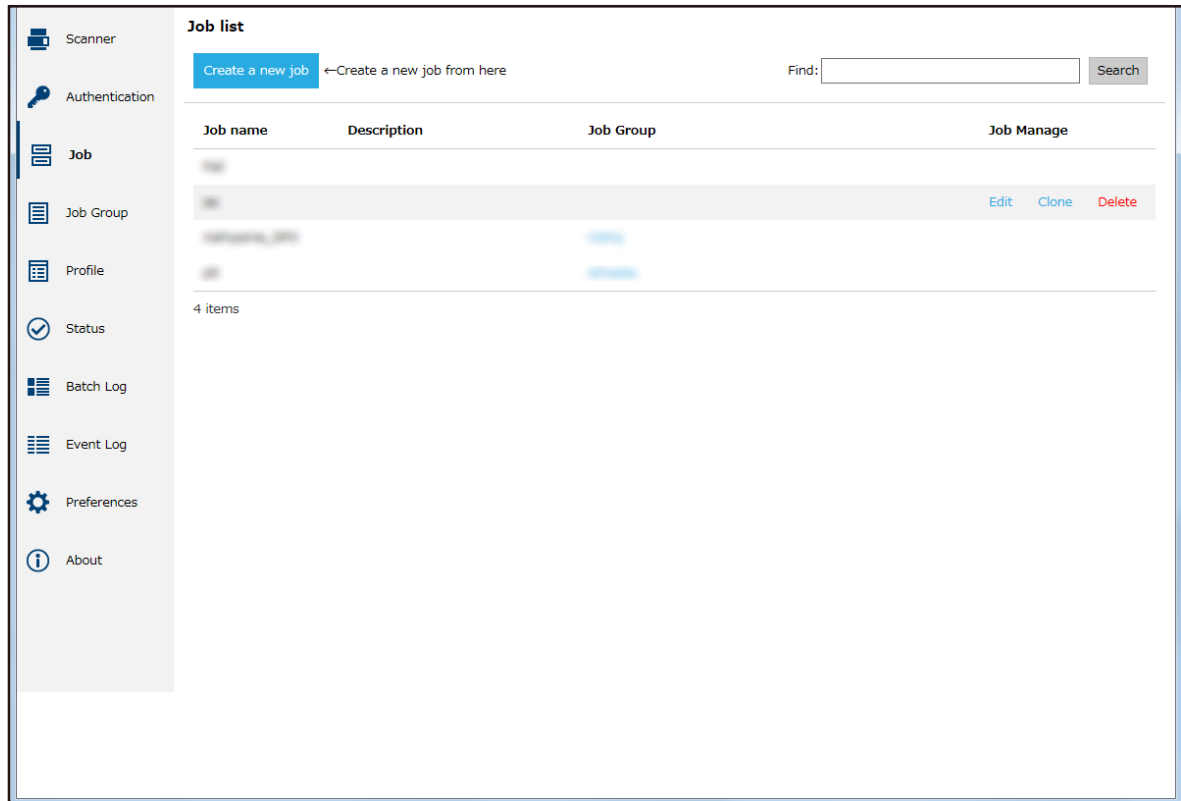 Scanner
Authentication
Job
Job Group
Profile
Status
Batch Log
Event Log
Preferences
About
Job list
Create a new job ←Create a new job from here Find: Search
Job name Description Job Group Job Manage
Edit Clone Delete
4 items